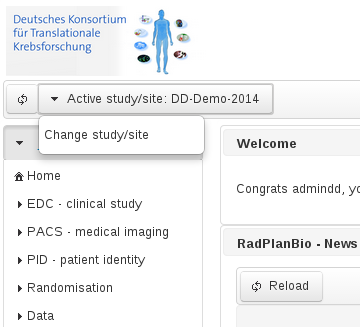 Deutsches Konsortium
für Translationale
Krebsforschung
Active study/site: DD-Demo-2014
Change study/site
Welcome
Home
Congrats admindd,
EDC - clinical study
PACS - medical imaging
RadPlanBio - News
PID - patient identity
Reload
Randomisation
Data